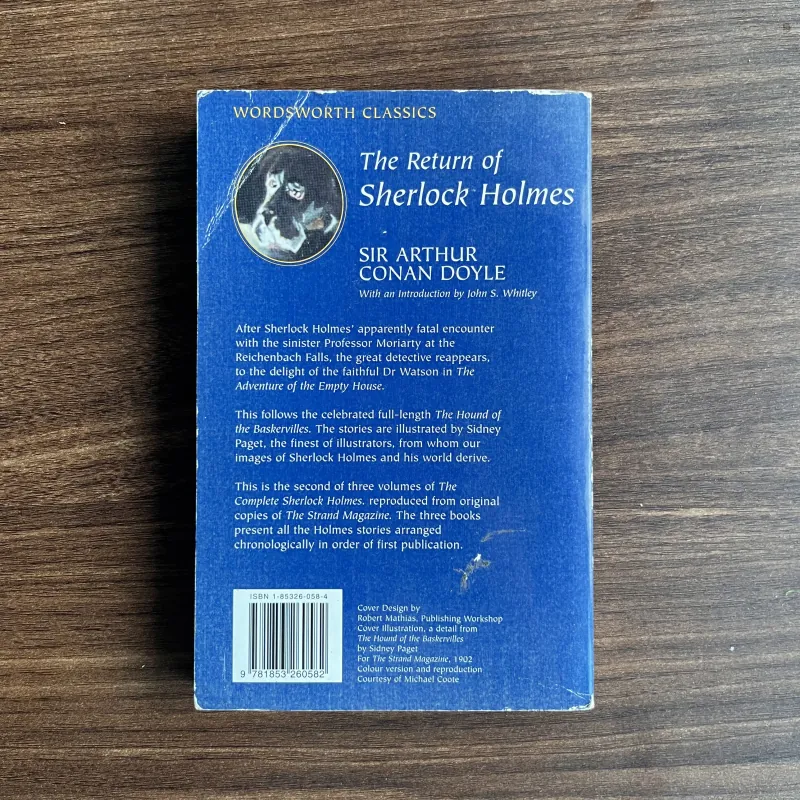 WORDSWORTH CLASSICS
The Return of
Sherlock Holmes
SIR ARTHUR
CONAN DOYLE
With an Introduction by John S. Whitley
After Sherlock Holmes' apparently fatal encounter
with the sinister Professor Moriarty at the
Reichenbach Falls, the great detective reappears,
to the delight of the faithful Dr Watson in The
Adventure of the Empty House.
This follows the celebrated full-length The Hound of
the Baskervilles. The stories are illustrated by Sidney
Paget, the finest of illustrators, from whom our
images of Sherlock Holmes and his world derive.
This is the second of three volumes of The
Complete Sherlock Holmes. reproduced from original
copies of The Strand Magazine. The three books
present all the Holmes stories arranged
chronologically in order of first publication.
ISBN 1-85326-058-4
9 781853 260582
Cover Design by
Robert Mathias, Publishing Workshop
Cover Illustration, a detail from
The Hound of the Baskervilles
by Sidney Paget
For The Strand Magazine, 1902
Colour version and reproduction
Courtesy of Michael Coote